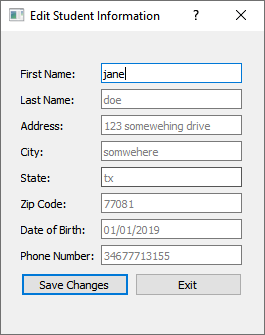 Edit Student Information ?
First Name: jane
Last Name: doe
Address: 123 somewehing drive
City: somwehere
State: tx
Zip Code: 77081
Date of Birth: 01/01/2019
Phone Number: 34677713155
Save Changes Exit